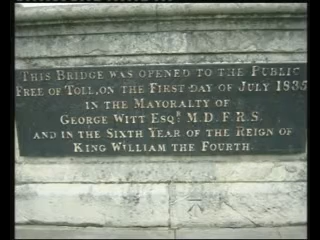 This Bridge was opened to the Public
Free of Toll, on the First day of July 1835
in the Mayoralty of
George Witt Esqr M.D. F.R.S.
and in the Sixth Year of the Reign of
King William the Fourth